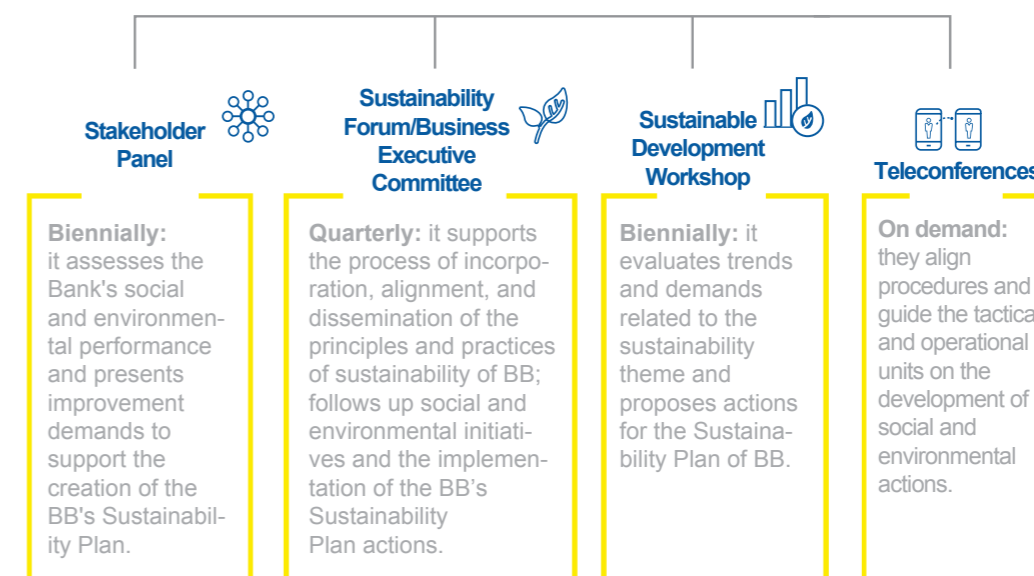 Stakeholder
Panel
Biennially:
it assesses the
Bank's social
and environmen-
tal performance
and presents
improvement
demands to
support the
creation of the
BB's Sustainabil-
ity Plan.
Sustainability
Forum/Business
Executive
Committee
Quarterly: it supports
the process of incorpo-
ration, alignment, and
dissemination of the
principles and practices
of sustainability of BB;
follows up social and
environmental initiati-
ves and the implemen-
tation of the BB’s
Sustainability
Plan actions.
Sustainable
Development
Workshop
Biennially: it
evaluates trends
and demands
related to the
sustainability
theme and
proposes actions
for the Sustaina-
bility Plan of BB.
Teleconferences
On demand:
they align
procedures and
guide the tactica
and operational
units on the
development of
social and
environmental
actions.